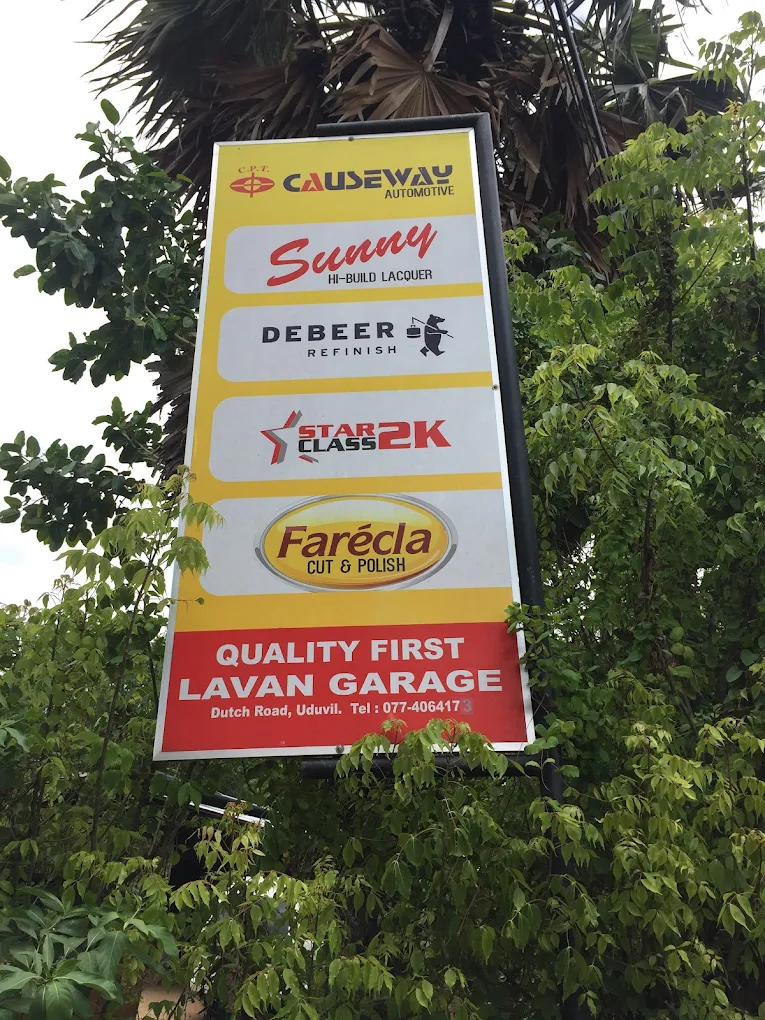 C.P.T.
CAUSEWAY
AUTOMOTIVE
Sunny
HI-BUILD LACQUER
DEBEER
REFINISH
STAR
CLASS 2K
Farécla
CUT & POLISH
QUALITY FIRST
LAVAN GARAGE
Dutch Road, Uduvil. Tel : 077-4064173